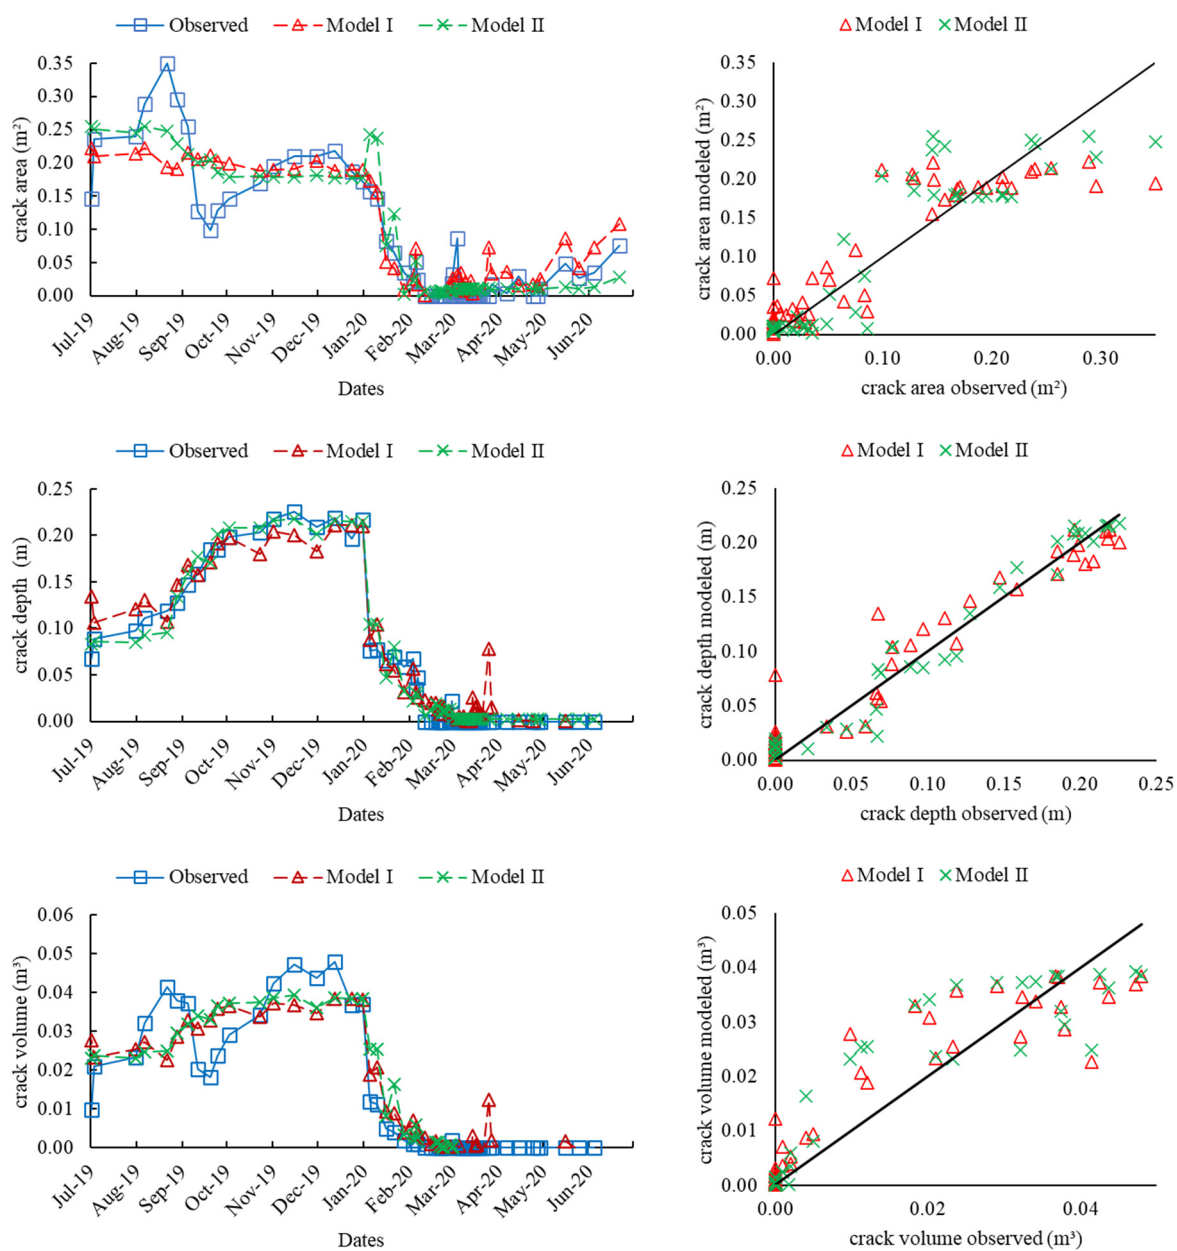 Observed Model I Model II
crack area (m²)
0.35
0.30
0.25
0.20
0.15
0.10
0.05
0.00
Jul-19 Aug-19 Sep-19 Oct-19 Nov-19 Dec-19 Jan-20 Feb-20 Mar-20 Apr-20 May-20 Jun-20
Dates
Model I Model II
crack area modeled (m²)
0.35
0.30
0.25
0.20
0.15
0.10
0.05
0.00
0.00 0.10 0.20 0.30
crack area observed (m²)
Observed Model I Model II
crack depth (m)
0.25
0.20
0.15
0.10
0.05
0.00
Jul-19 Aug-19 Sep-19 Oct-19 Nov-19 Dec-19 Jan-20 Feb-20 Mar-20 Apr-20 May-20 Jun-20
Dates
Model I Model II
crack depth modeled (m)
0.25
0.20
0.15
0.10
0.05
0.00
0.00 0.05 0.10 0.15 0.20 0.25
crack depth observed (m)
Observed Model I Model II
crack volume (m³)
0.06
0.05
0.04
0.03
0.02
0.01
0.00
Jul-19 Aug-19 Sep-19 Oct-19 Nov-19 Dec-19 Jan-20 Feb-20 Mar-20 Apr-20 May-20 Jun-20
Dates
Model I Model II
crack volume modeled (m³)
0.05
0.04
0.03
0.02
0.01
0.00
0.00 0.02 0.04
crack volume observed (m³)